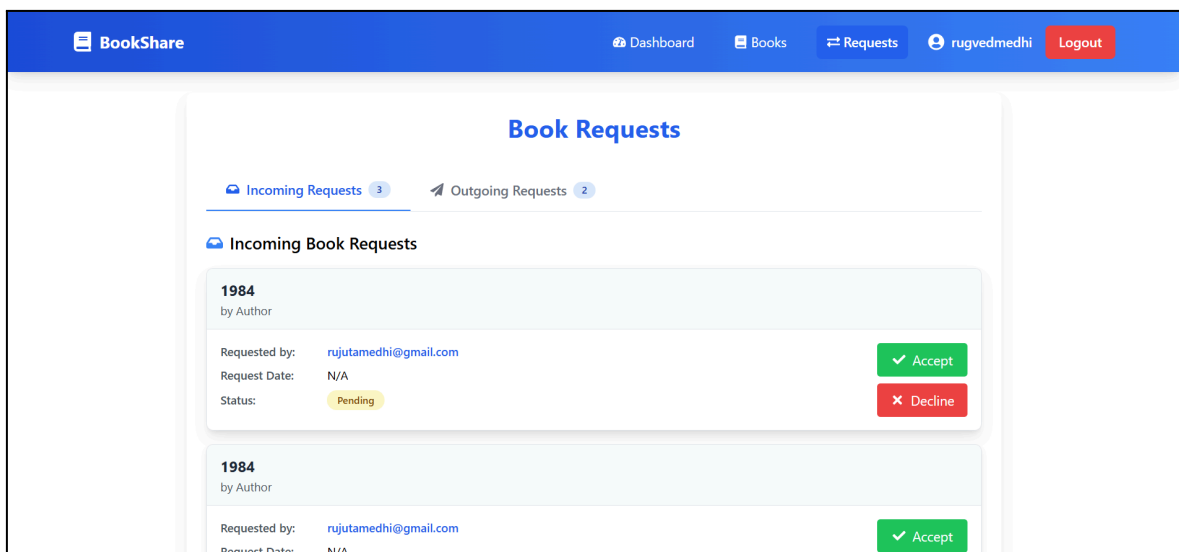 BookShare Dashboard Books Requests rugvedmedhi Logout
Book Requests
Incoming Requests 3 Outgoing Requests 2
Incoming Book Requests
1984
by Author
Requested by: rujutamedhi@gmail.com
Request Date: N/A
Status: Pending
Accept
Decline
1984
by Author
Requested by: rujutamedhi@gmail.com
Request Date: N/A
Accept